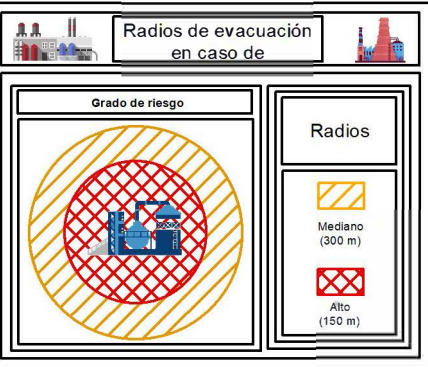 Radios de evacuación
en caso de
Grado de riesgo
Radios
Mediano
(300 m)
Alto
(150 m)